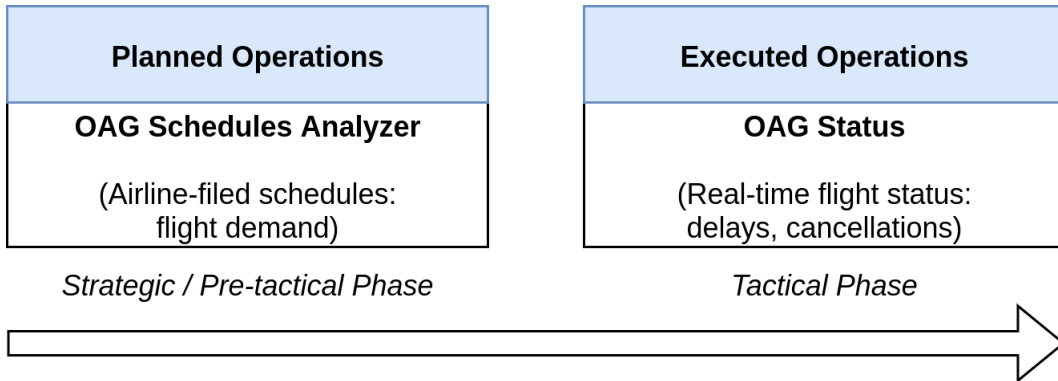 Planned Operations
OAG Schedules Analyzer
(Airline-filed schedules:
flight demand)
Strategic / Pre-tactical Phase
Executed Operations
OAG Status
(Real-time flight status:
delays, cancellations)
Tactical Phase